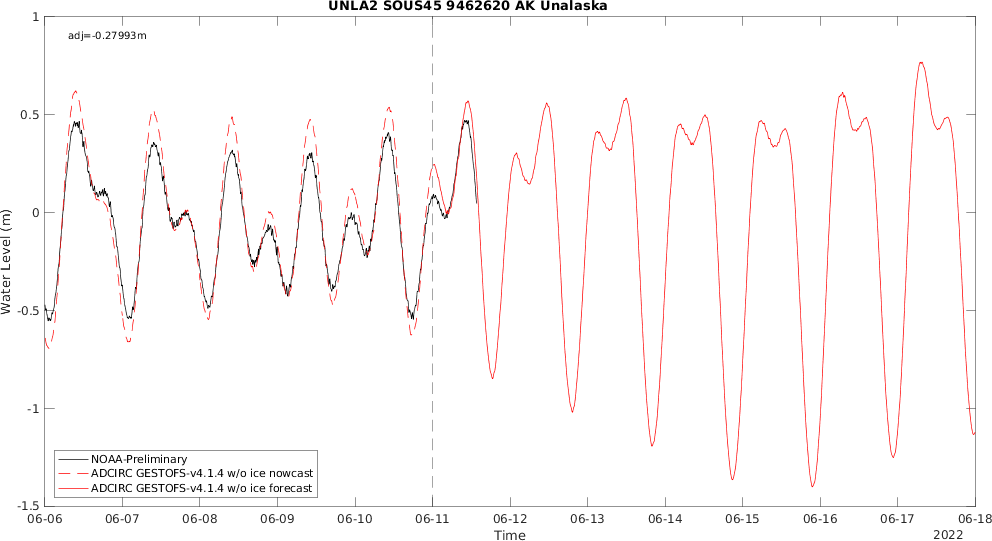 UNLA2 SOUS45 9462620 AK Unalaska
adj=-0.27993m
Water Level (m)
1
0.5
0
-0.5
-1
-1.5
NOAA-Preliminary
ADCIRC GESTOFS-v4.1.4 w/o ice nowcast
ADCIRC GESTOFS-v4.1.4 w/o ice forecast
06-06 06-07 06-08 06-09 06-10 06-11 06-12 06-13 06-14 06-15 06-16 06-17 06-18
Time
2022